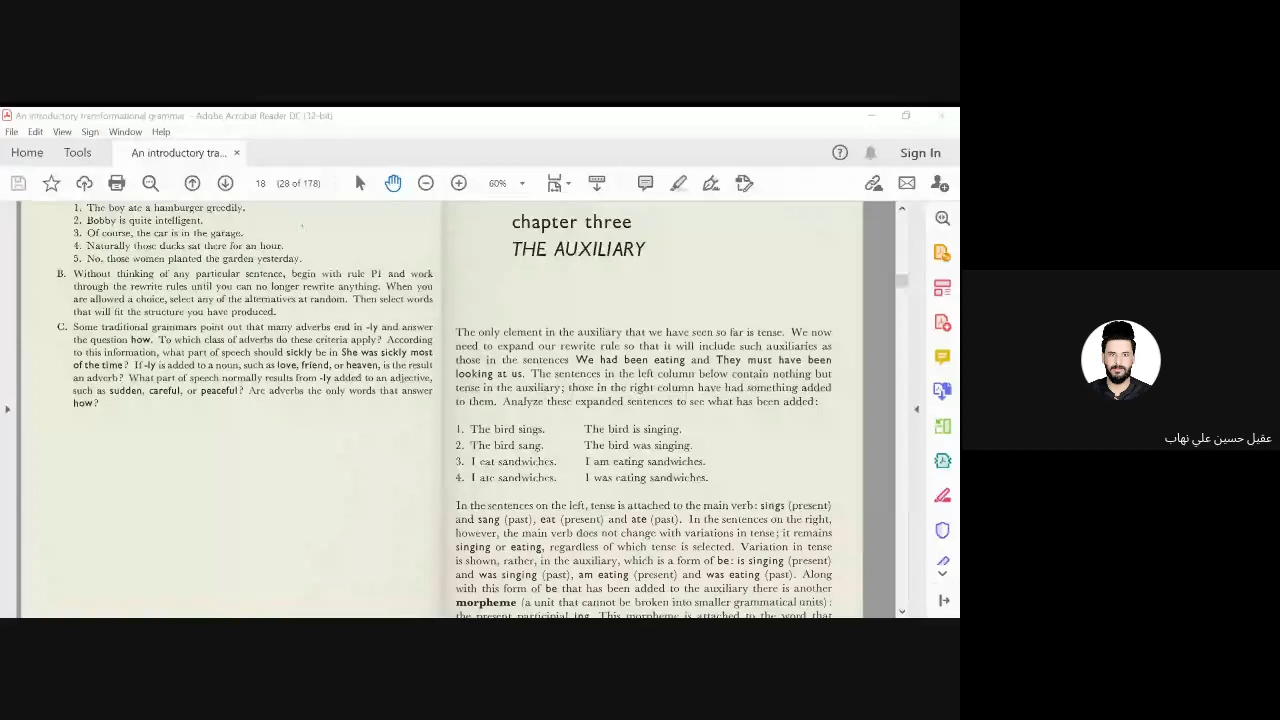 An introductory transformational grammar - Adobe Acrobat Reader DC (32-bit)
File Edit View Sign Window Help
Home Tools An introductory tra... × Sign In
18 (28 of 178) 60%
1. The boy ate a hamburger greedily.
2. Bobby is quite intelligent.
3. Of course, the car is in the garage.
4. Naturally those ducks sat there for an hour.
5. No, those women planted the garden yesterday.
B. Without thinking of any particular sentence, begin with rule P1 and work
through the rewrite rules until you can no longer rewrite anything. When you
are allowed a choice, select any of the alternatives at random. Then select words
that will fit the structure you have produced.
C. Some traditional grammars point out that many adverbs end in -ly and answer
the question how. To which class of adverbs do these criteria apply? According
to this information, what part of speech should sickly be in She was sickly most
of the time? If -ly is added to a noun, such as love, friend, or heaven, is the result
an adverb? What part of speech normally results from -ly added to an adjective,
such as sudden, careful, or peaceful? Are adverbs the only words that answer
how?
chapter three
THE AUXILIARY
The only element in the auxiliary that we have seen so far is tense. We now
need to expand our rewrite rule so that it will include such auxiliaries as
those in the sentences We had been eating and They must have been
looking at us. The sentences in the left column below contain nothing but
tense in the auxiliary; those in the right column have had something added
to them. Analyze these expanded sentences to see what has been added:
1. The bird sings. The bird is singing.
2. The bird sang. The bird was singing.
3. I eat sandwiches. I am eating sandwiches.
4. I ate sandwiches. I was eating sandwiches.
In the sentences on the left, tense is attached to the main verb: sings (present)
and sang (past), eat (present) and ate (past). In the sentences on the right,
however, the main verb does not change with variations in tense; it remains
singing or eating, regardless of which tense is selected. Variation in tense
is shown, rather, in the auxiliary, which is a form of be: is singing (present)
and was singing (past), am eating (present) and was eating (past). Along
with this form of be that has been added to the auxiliary there is another
morpheme (a unit that cannot be broken into smaller grammatical units):
the present participial ing. This morpheme is attached to the word that
عقيل حسين علي نهاب